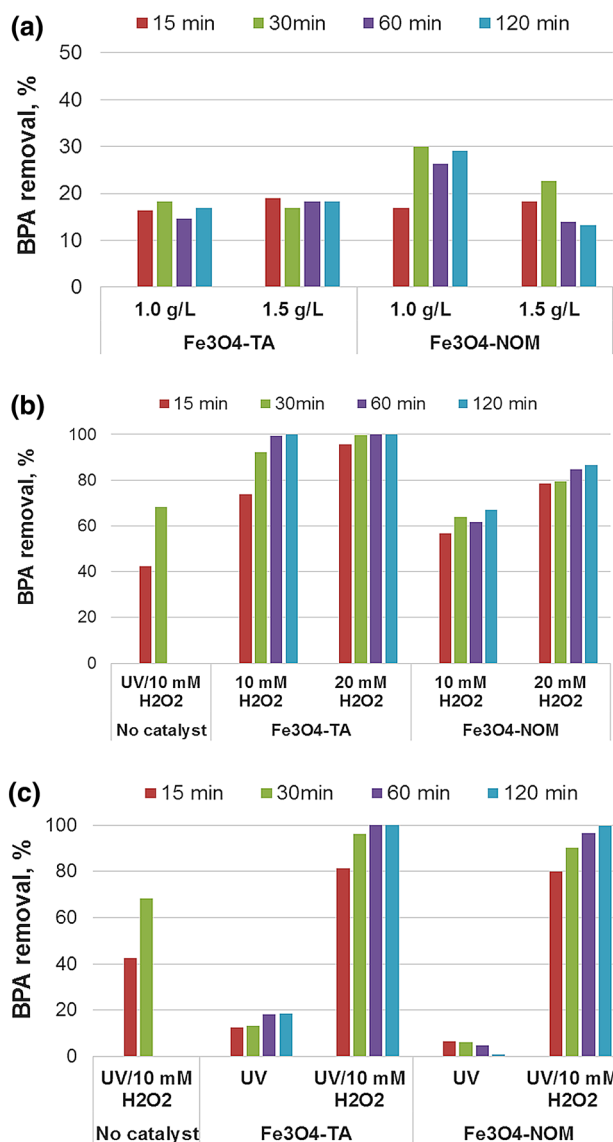 (a)
15 min 30min 60 min 120 min
BPA removal, %
50
40
30
20
10
0
1.0 g/L 1.5 g/L 1.0 g/L 1.5 g/L
Fe3O4-TA Fe3O4-NOM
(b)
15 min 30min 60 min 120 min
BPA removal, %
100
80
60
40
20
0
UV/10 mM 10 mM 20 mM 10 mM 20 mM
H2O2 H2O2 H2O2 H2O2 H2O2
No catalyst Fe3O4-TA Fe3O4-NOM
(c)
15 min 30min 60 min 120 min
BPA removal, %
100
80
60
40
20
0
UV/10 mM UV UV/10 mM UV UV/10 mM
H2O2 H2O2 H2O2
No catalyst Fe3O4-TA Fe3O4-NOM